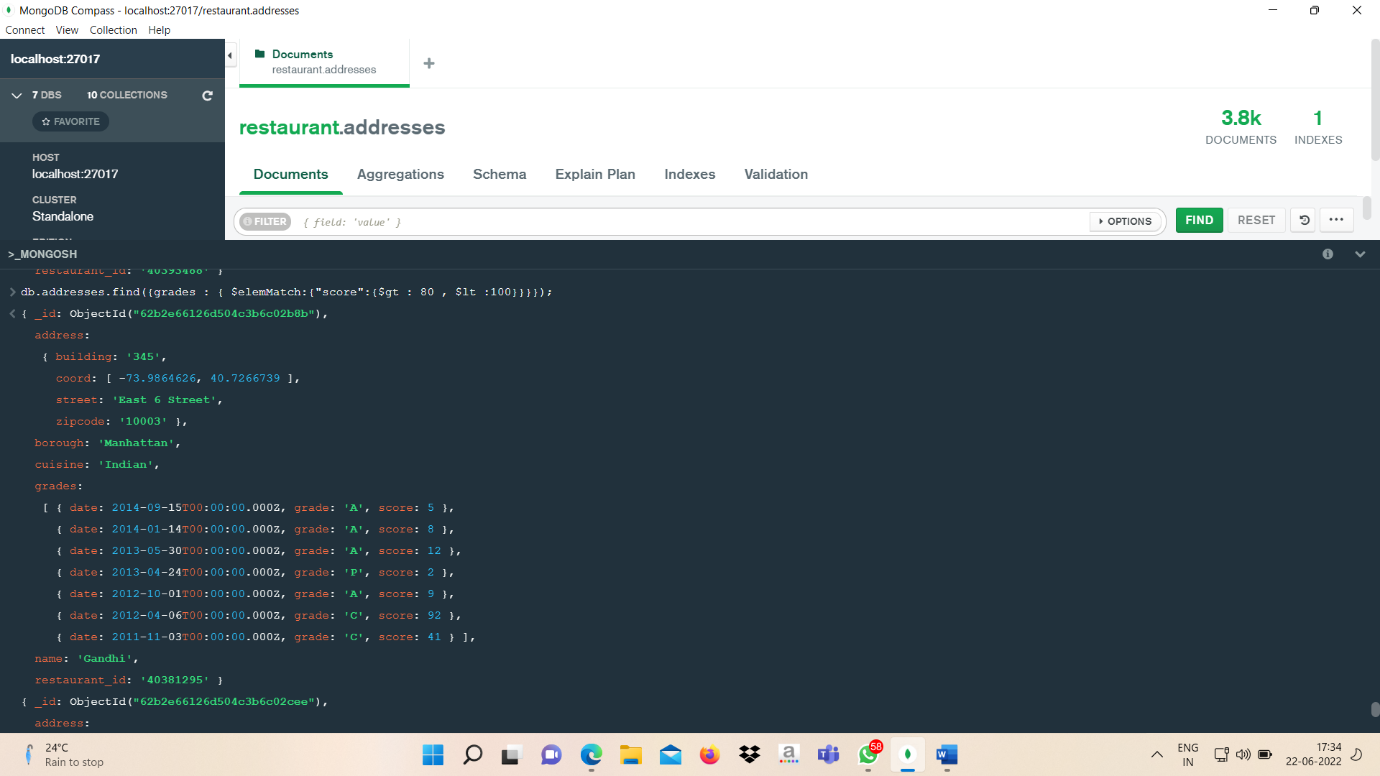 MongoDB Compass - localhost:27017/restaurant.addresses
Connect View Collection Help
localhost:27017
7 DBS 10 COLLECTIONS
FAVORITE
HOST
localhost:27017
CLUSTER
Standalone
Documents
restaurant.addresses
restaurant.addresses
3.8k
DOCUMENTS
1
INDEXES
Documents Aggregations Schema Explain Plan Indexes Validation
FILTER { field: 'value' } OPTIONS FIND RESET
>_MONGOSH
restaurant_id: '40393488' }
db.addresses.find({grades : { $elemMatch:{"score":{$gt : 80 , $lt :100}}}});
{ _id: ObjectId("62b2e66126d504c3b6c02b8b"),
address:
{ building: '345',
coord: [ -73.9864626, 40.7266739 ],
street: 'East 6 Street',
zipcode: '10003' },
borough: 'Manhattan',
cuisine: 'Indian',
grades:
[ { date: 2014-09-15T00:00:00.000Z, grade: 'A', score: 5 },
{ date: 2014-01-14T00:00:00.000Z, grade: 'A', score: 8 },
{ date: 2013-05-30T00:00:00.000Z, grade: 'A', score: 12 },
{ date: 2013-04-24T00:00:00.000Z, grade: 'P', score: 2 },
{ date: 2012-10-01T00:00:00.000Z, grade: 'A', score: 9 },
{ date: 2012-04-06T00:00:00.000Z, grade: 'C', score: 92 },
{ date: 2011-11-03T00:00:00.000Z, grade: 'C', score: 41 } ],
name: 'Gandhi',
restaurant_id: '40381295' }
{ _id: ObjectId("62b2e66126d504c3b6c02cee"),
address:
24°C
Rain to stop
58
ENG
IN
17:34
22-06-2022